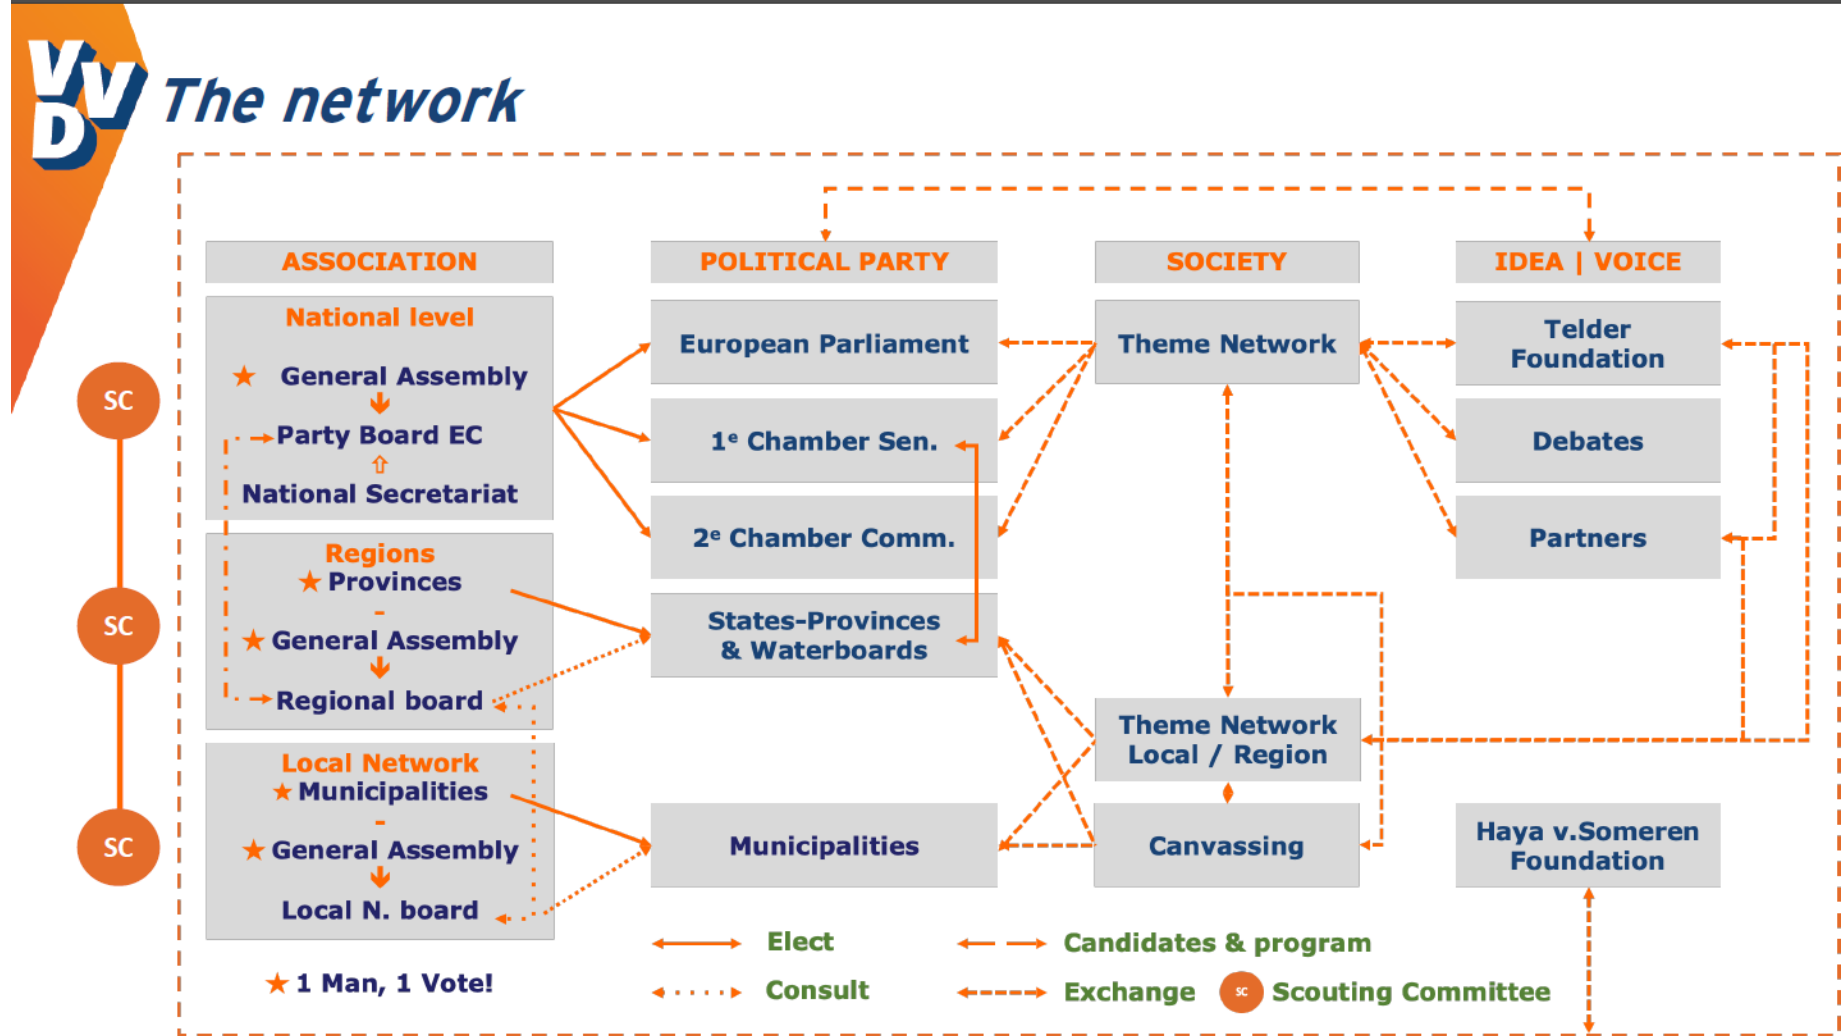 VVD
The network
ASSOCIATION
National level
★ General Assembly
Party Board EC
National Secretariat
Regions
★ Provinces
-
★ General Assembly
Regional board
Local Network
★ Municipalities
-
★ General Assembly
Local N. board
★ 1 Man, 1 Vote!
SC
SC
SC
POLITICAL PARTY
European Parliament
1e Chamber Sen.
2e Chamber Comm.
States-Provinces
& Waterboards
Municipalities
SOCIETY
Theme Network
Theme Network
Local / Region
Canvassing
IDEA | VOICE
Telder
Foundation
Debates
Partners
Haya v.Someren
Foundation
Elect
Consult
Candidates & program
Exchange
SC Scouting Committee